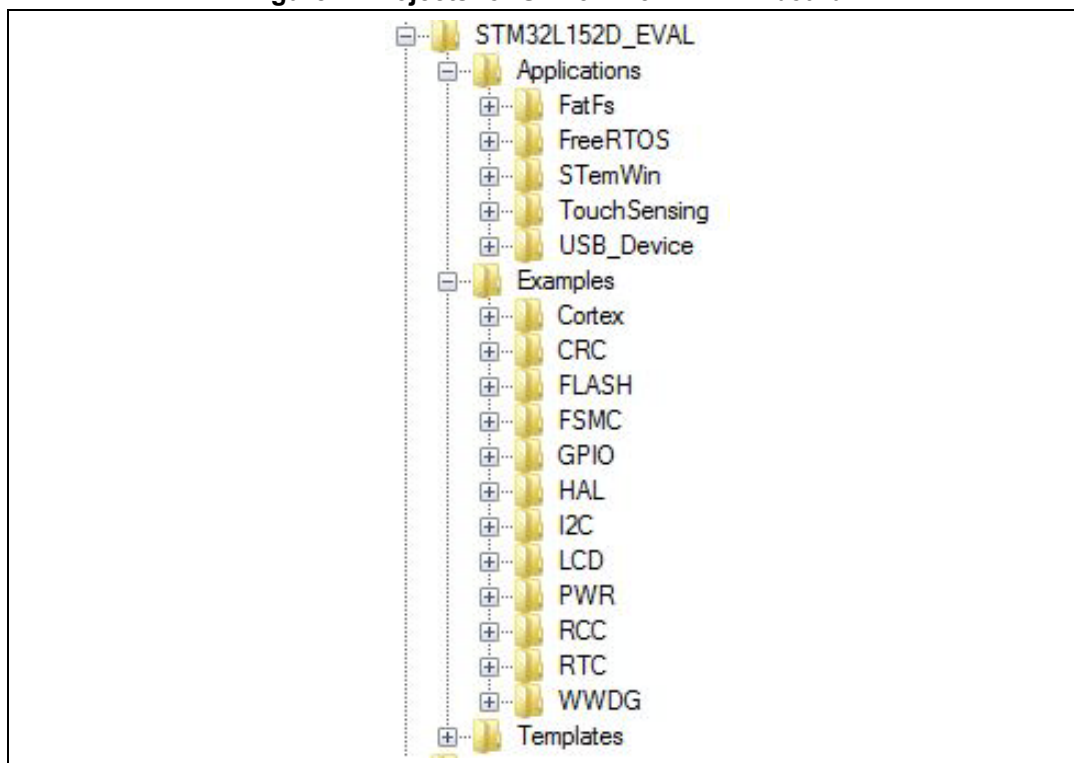 STM32L152D_EVAL
Applications
FatFs
FreeRTOS
STemWin
TouchSensing
USB_Device
Examples
Cortex
CRC
FLASH
FSMC
GPIO
HAL
I2C
LCD
PWR
RCC
RTC
WWDG
Templates